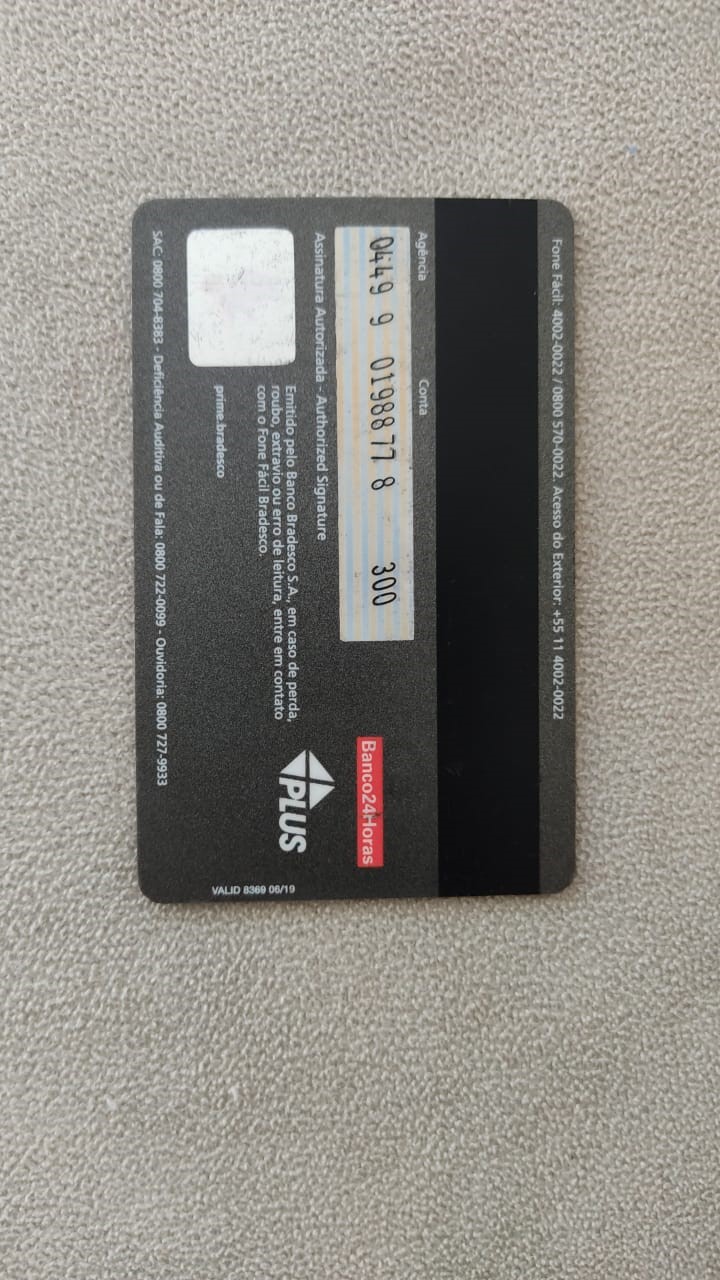 Fone Fácil: 4002-0022 / 0800 570-0022. Acesso do Exterior: +55 11 4002-0022
Agência Conta
0449 9 0198877 8 300
Assinatura Autorizada - Authorized Signature
Banco24Horas
Emitido pelo Banco Bradesco S.A., em caso de perda,
roubo, extravio ou erro de leitura, entre em contato
com o Fone Fácil Bradesco.
PLUS
prime.bradesco
VALID 8369 06/19
SAC: 0800 704-8383 - Deficiência Auditiva ou de Fala: 0800 722-0099 - Ouvidoria: 0800 727-9933